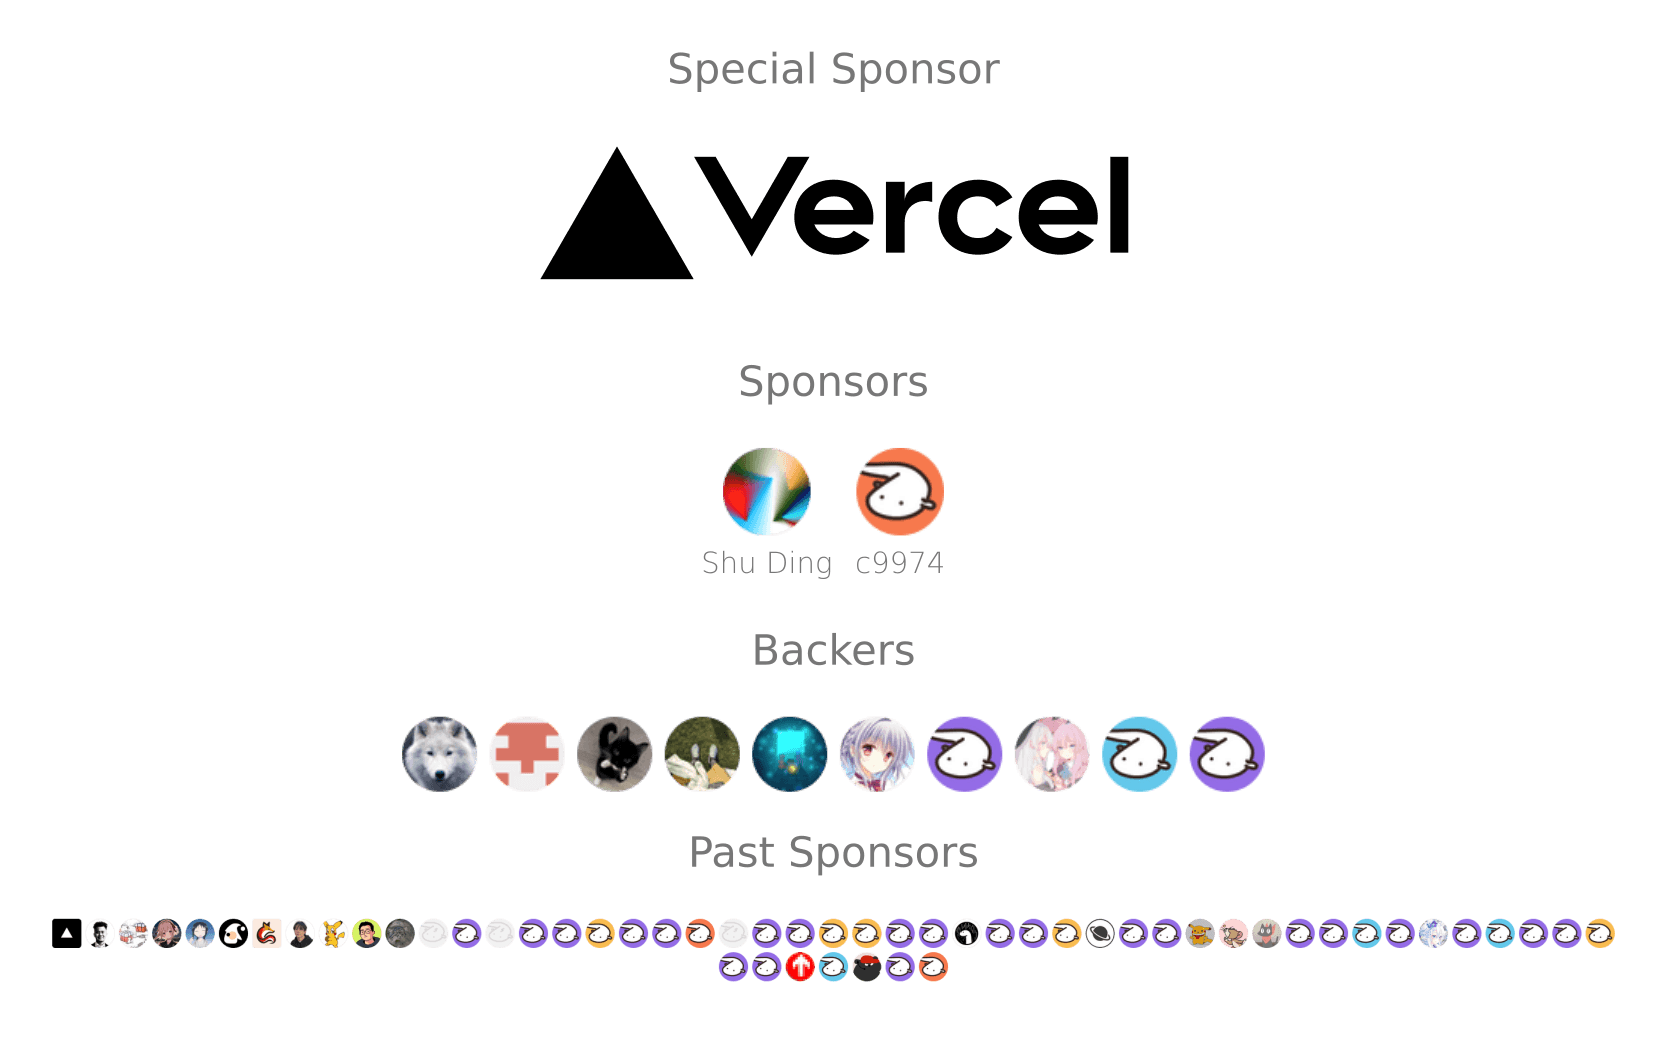 Special Sponsor
Vercel
Sponsors
Shu Ding c9974
Backers
Past Sponsors